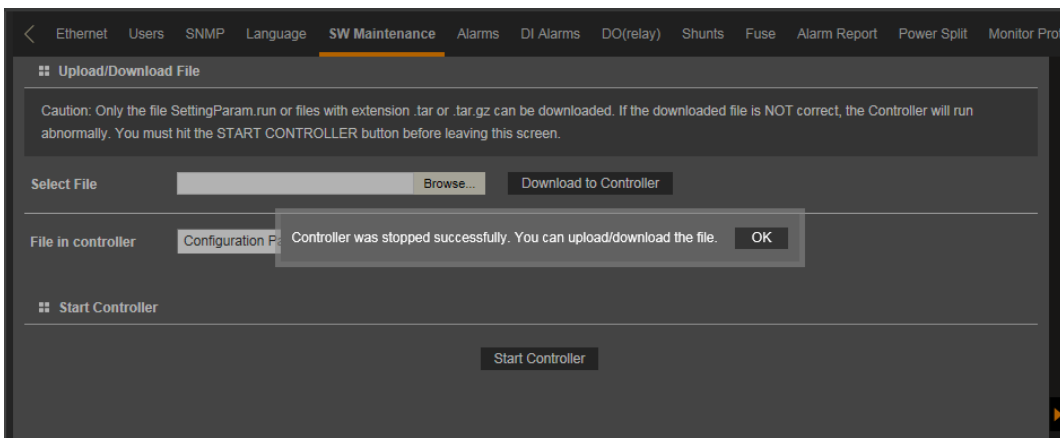 Ethernet Users SNMP Language SW Maintenance Alarms DI Alarms DO(relay) Shunts Fuse Alarm Report Power Split Monitor Pro
Upload/Download File
Caution: Only the file SettingParam.run or files with extension .tar or .tar.gz can be downloaded. If the downloaded file is NOT correct, the Controller will run
abnormally. You must hit the START CONTROLLER button before leaving this screen.
Select File Browse... Download to Controller
File in controller Configuration Pa Controller was stopped successfully. You can upload/download the file. OK
Start Controller
Start Controller